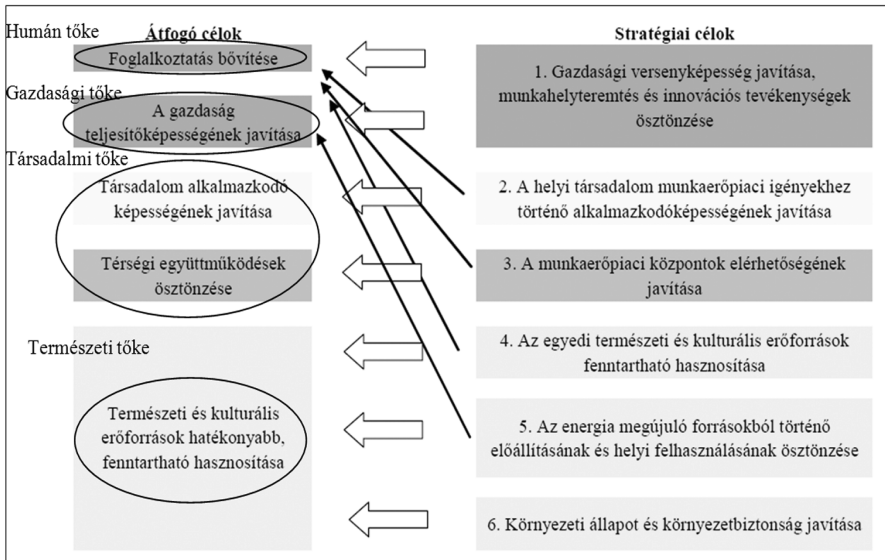 Humán tőke
Átfogó célok
Foglalkoztatás bővítése
Gazdasági tőke
A gazdaság
teljesítőképességének javítása
Társadalmi tőke
Társadalom alkalmazkodó
képességének javítása
Térségi együttműködések
ösztönzése
Természeti tőke
Természeti és kulturális
erőforrások hatékonyabb,
fenntartható hasznosítása
Stratégiai célok
1. Gazdasági versenyképesség javítása,
munkahelyteremtés és innovációs tevékenységek
ösztönzése
2. A helyi társadalom munkaerőpiaci igényekhez
történő alkalmazkodóképességének javítása
3. A munkaerőpiaci központok elérhetőségének
javítása
4. Az egyedi természeti és kulturális erőforrások
fenntartható hasznosítása
5. Az energia megújuló forrásokból történő
előállításának és helyi felhasználásának ösztönzése
6. Környezeti állapot és környezetbiztonság javítása